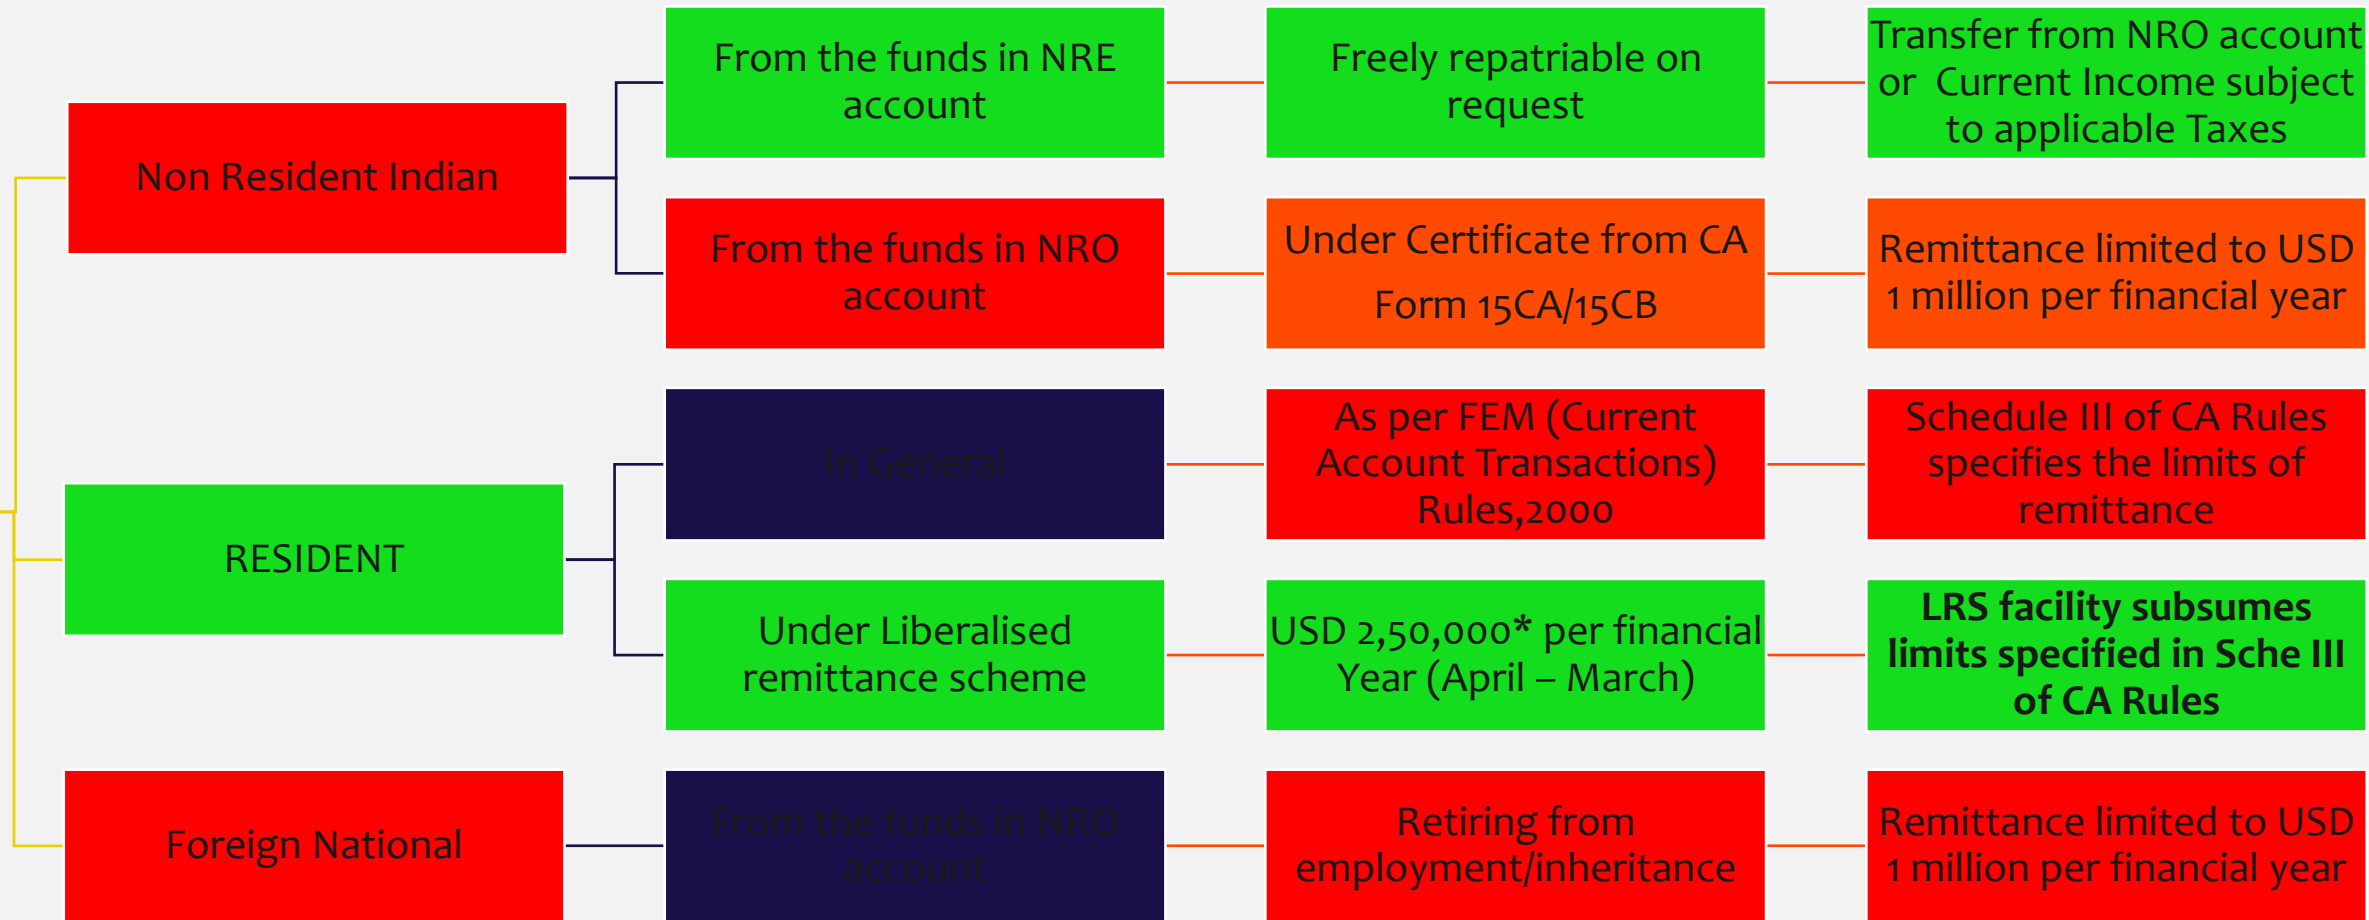 Non Resident Indian
From the funds in NRE
account
Freely repatriable on
request
Transfer from NRO account
or Current Income subject
to applicable Taxes
From the funds in NRO
account
Under Certificate from CA
Form 15CA/15CB
Remittance limited to USD
1 million per financial year
RESIDENT
In General
As per FEM (Current
Account Transactions)
Rules,2000
Schedule III of CA Rules
specifies the limits of
remittance
Under Liberalised
remittance scheme
USD 2,50,000* per financial
Year (April – March)
LRS facility subsumes
limits specified in Sche III
of CA Rules
Foreign National
From the funds in NRO
account
Retiring from
employment/inheritance
Remittance limited to USD
1 million per financial year